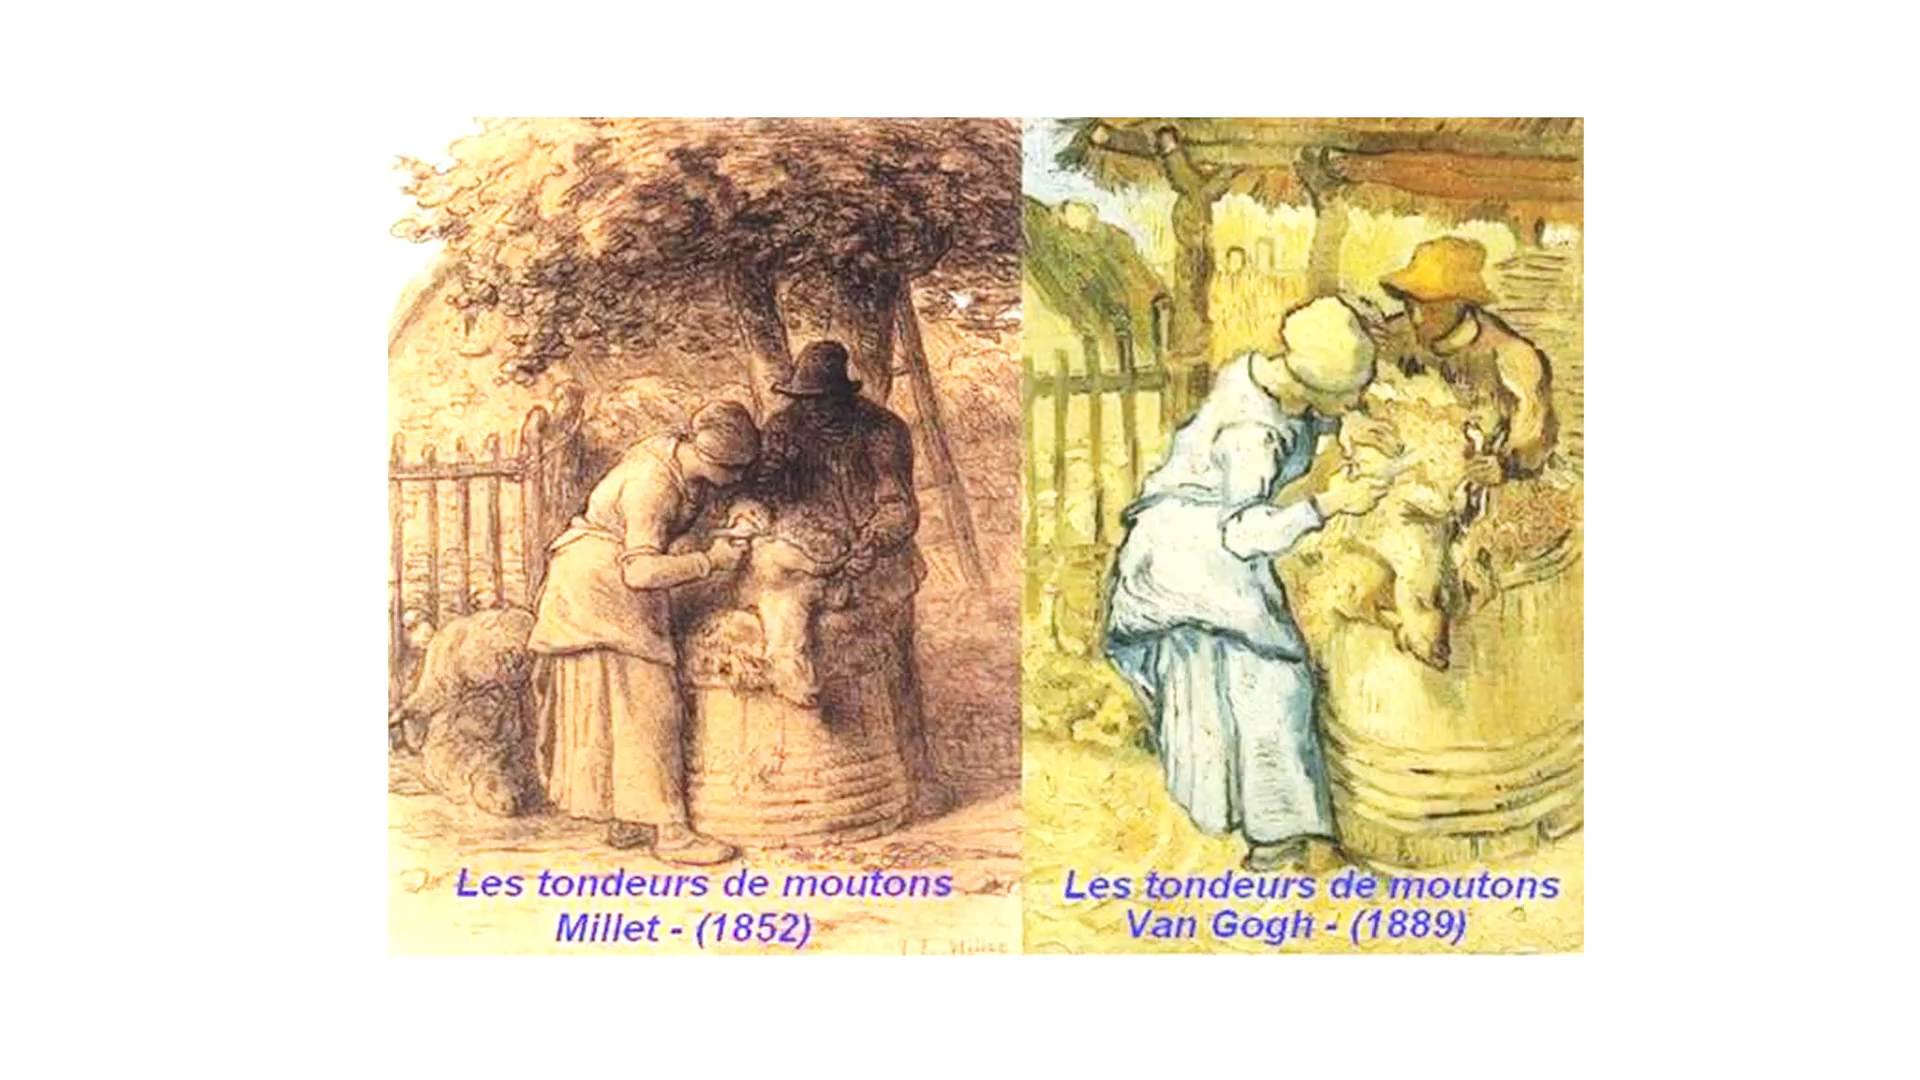 Les tondeurs de moutons
Millet - (1852)
Les tondeurs de moutons
Van Gogh - (1889)